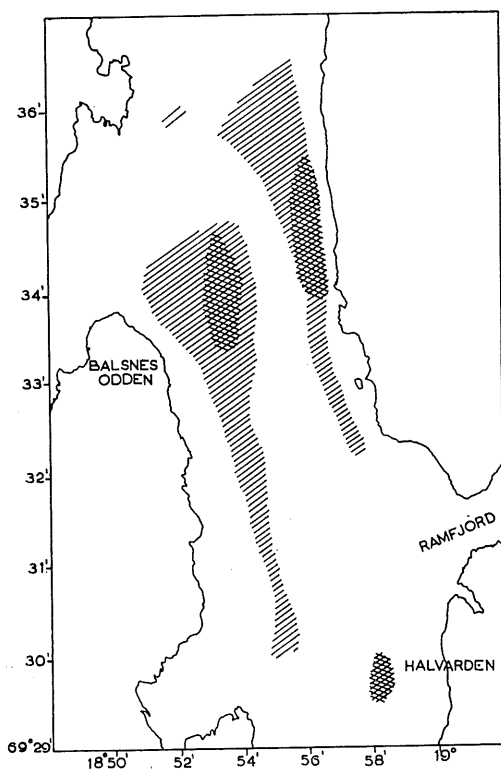 36'
35'
34'
BALSNES
ODDEN
33'
32'
RAMFJORD
31'
30'
HALVARDEN
69°29'
18°50' 52' 54' 56' 58' 19°